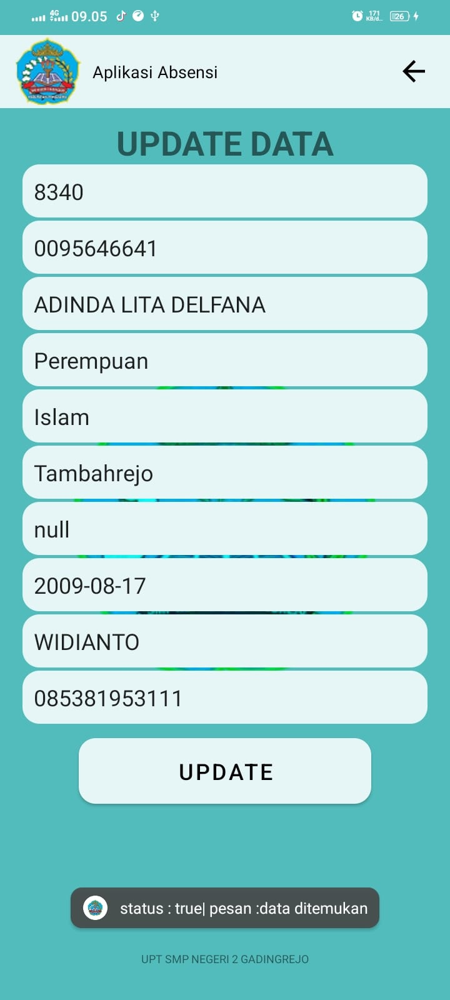 4G 09.05 171 KB/d... 26
Aplikasi Absensi
UPDATE DATA
8340
0095646641
ADINDA LITA DELFANA
Perempuan
Islam
Tambahrejo
null
2009-08-17
WIDIANTO
085381953111
UPDATE
status : true| pesan :data ditemukan
UPT SMP NEGERI 2 GADINGREJO